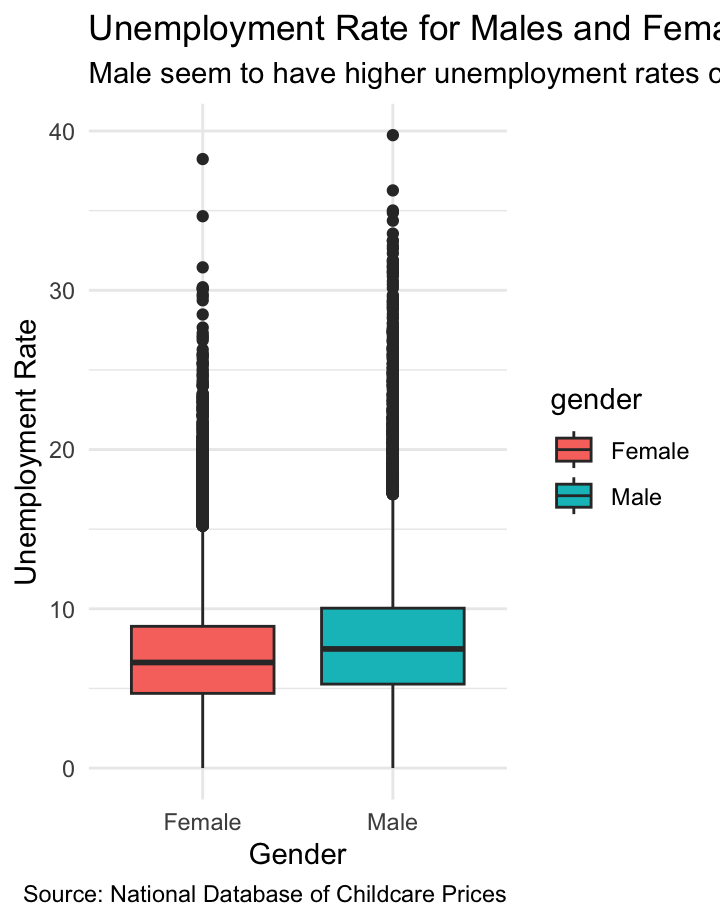 Unemployment Rate for Males and Fema
Male seem to have higher unemployment rates
40
30
20
10
0
Unemployment Rate
Female
Male
Gender
gender
Female
Male
Source: National Database of Childcare Prices